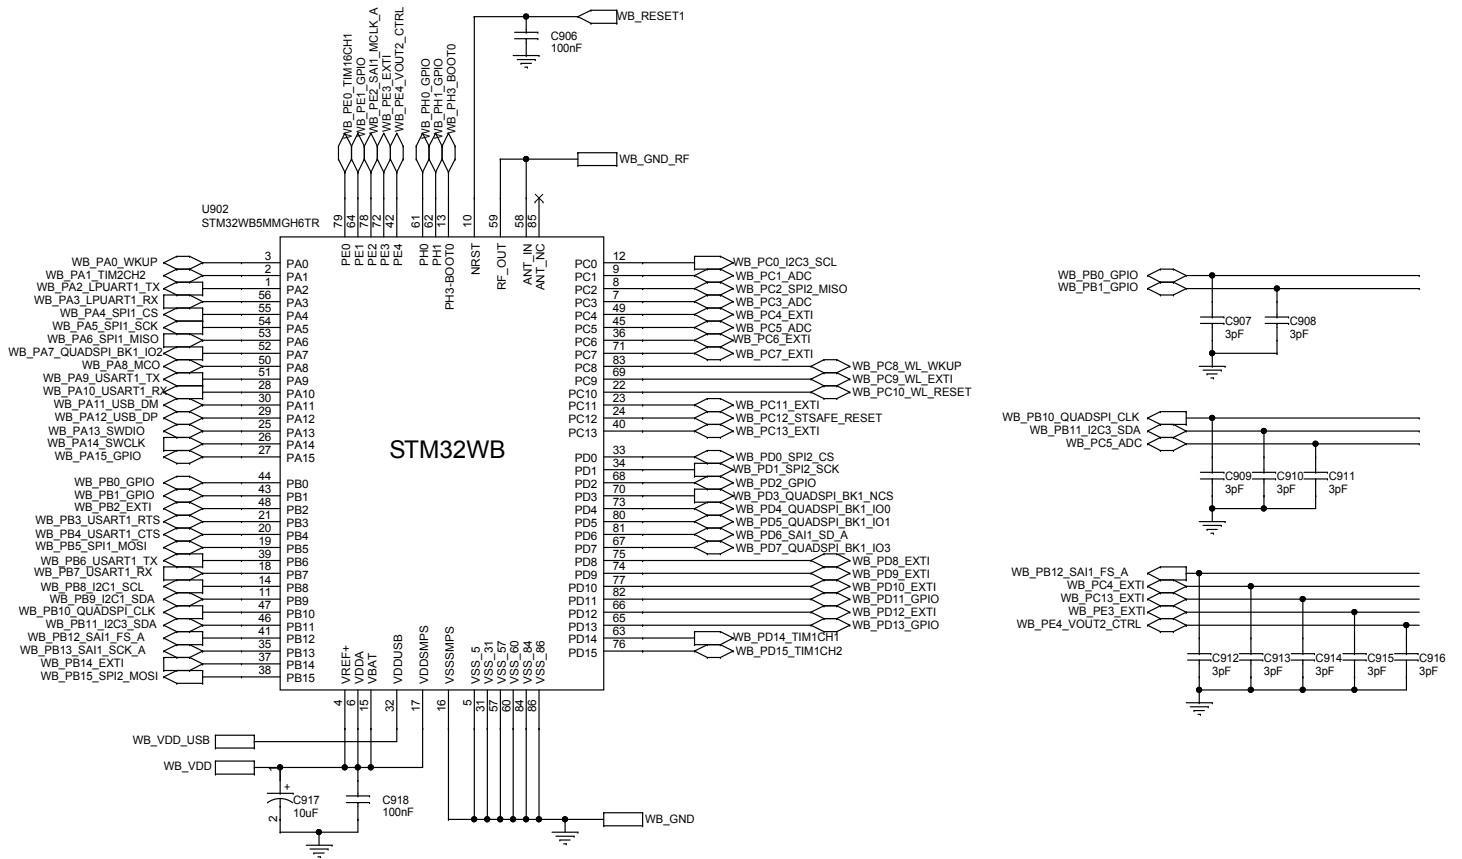 WB_RESET1
C906
100nF
WB_PE0_TIM16CH1
WB_PE1_GPIO
WB_PE2_SAI1_MCLK_A
WB_PE3_EXTI
WB_PE4_VOUT2_CTRL
WB_PH0_GPIO
WB_PH1_GPIO
WB_PH3_BOOT0
WB_GND_RF
U902
STM32WB5MMGH6TR
79 64 78 72 42 61 62 13 10 59 58 85
PE0 PE1 PE2 PE3 PE4 PH0 PH1 PH3-BOOT0 NRST RF_OUT ANT_IN ANT_NC
STM32WB
WB_PA0_WKUP 3 PA0
WB_PA1_TIM2CH2 2 PA1
WB_PA2_LPUART1_TX 1 PA2
WB_PA3_LPUART1_RX 56 PA3
WB_PA4_SPI1_CS 55 PA4
WB_PA5_SPI1_SCK 54 PA5
WB_PA6_SPI1_MISO 53 PA6
WB_PA7_QUADSPI_BK1_IO2 52 PA7
WB_PA8_MCO 50 PA8
WB_PA9_USART1_TX 51 PA9
WB_PA10_USART1_RX 28 PA10
WB_PA11_USB_DM 30 PA11
WB_PA12_USB_DP 29 PA12
WB_PA13_SWDIO 25 PA13
WB_PA14_SWCLK 26 PA14
WB_PA15_GPIO 27 PA15
WB_PB0_GPIO 44 PB0
WB_PB1_GPIO 43 PB1
WB_PB2_EXTI 48 PB2
WB_PB3_USART1_RTS 21 PB3
WB_PB4_USART1_CTS 20 PB4
WB_PB5_SPI1_MOSI 19 PB5
WB_PB6_USART1_TX 39 PB6
WB_PB7_USART1_RX 18 PB7
WB_PB8_I2C1_SCL 14 PB8
WB_PB9_I2C1_SDA 11 PB9
WB_PB10_QUADSPI_CLK 47 PB10
WB_PB11_I2C3_SDA 46 PB11
WB_PB12_SAI1_FS_A 41 PB12
WB_PB13_SAI1_SCK_A 35 PB13
WB_PB14_EXTI 37 PB14
WB_PB15_SPI2_MOSI 38 PB15
PC0 12 WB_PC0_I2C3_SCL
PC1 9 WB_PC1_ADC
PC2 8 WB_PC2_SPI2_MISO
PC3 7 WB_PC3_ADC
PC4 49 WB_PC4_EXTI
PC5 45 WB_PC5_ADC
PC6 36 WB_PC6_EXTI
PC7 71 WB_PC7_EXTI
PC8 83 WB_PC8_WL_WKUP
PC9 69 WB_PC9_WL_EXTI
PC10 22 WB_PC10_WL_RESET
PC11 23 WB_PC11_EXTI
PC12 24 WB_PC12_STSAFE_RESET
PC13 40 WB_PC13_EXTI
PD0 33 WB_PD0_SPI2_CS
PD1 34 WB_PD1_SPI2_SCK
PD2 68 WB_PD2_GPIO
PD3 70 WB_PD3_QUADSPI_BK1_NCS
PD4 73 WB_PD4_QUADSPI_BK1_IO0
PD5 80 WB_PD5_QUADSPI_BK1_IO1
PD6 81 WB_PD6_SAI1_SD_A
PD7 67 WB_PD7_QUADSPI_BK1_IO3
PD8 75 WB_PD8_EXTI
PD9 74 WB_PD9_EXTI
PD10 77 WB_PD10_EXTI
PD11 82 WB_PD11_GPIO
PD12 66 WB_PD12_EXTI
PD13 65 WB_PD13_GPIO
PD14 63 WB_PD14_TIM1CH1
PD15 76 WB_PD15_TIM1CH2
VREF+ VDDA VBAT VDDUSB VDDSMPS VSSSMPS VSS_5 VSS_31 VSS_57 VSS_60 VSS_84 VSS_86
4 6 15 32 17 16 5 31 57 60 84 86
WB_VDD_USB
WB_VDD
+
C917
10uF
2
C918
100nF
WB_GND
WB_PB0_GPIO
WB_PB1_GPIO
C907 C908
3pF 3pF
WB_PB10_QUADSPI_CLK
WB_PB11_I2C3_SDA
WB_PC5_ADC
C909 C910 C911
3pF 3pF 3pF
WB_PB12_SAI1_FS_A
WB_PC4_EXTI
WB_PC13_EXTI
WB_PE3_EXTI
WB_PE4_VOUT2_CTRL
C912 C913 C914 C915 C916
3pF 3pF 3pF 3pF 3pF